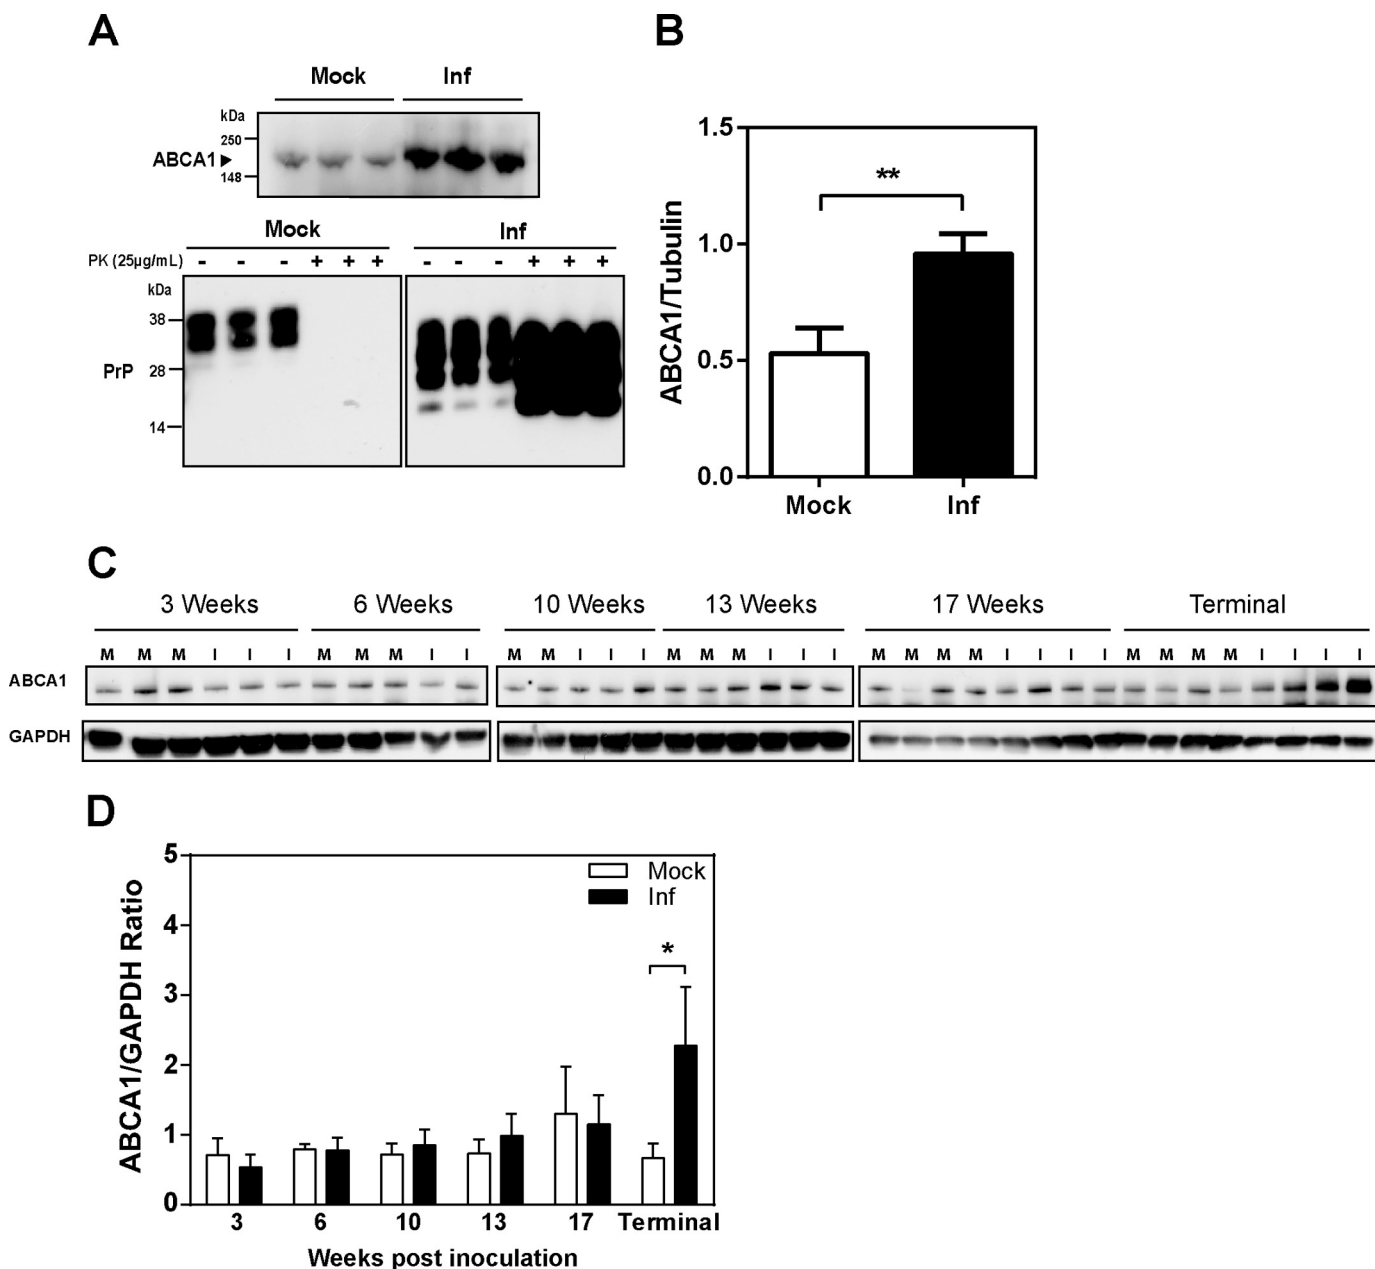 A
B
Mock Inf
kDa
250
ABCA1
148
Mock Inf
PK (25µg/mL) - - - + + + - - - + + +
kDa
38
PrP 28
14
1.5
1.0
0.5
0.0
ABCA1/Tubulin
**
Mock Inf
C
3 Weeks 6 Weeks 10 Weeks 13 Weeks 17 Weeks Terminal
M M M I I I M M M I I M M I I I M M M I I I M M M M I I I I M M M M I I I I
ABCA1
GAPDH
D
5
4
3
2
1
0
ABCA1/GAPDH Ratio
Mock
Inf
*
3 6 10 13 17 Terminal
Weeks post inoculation